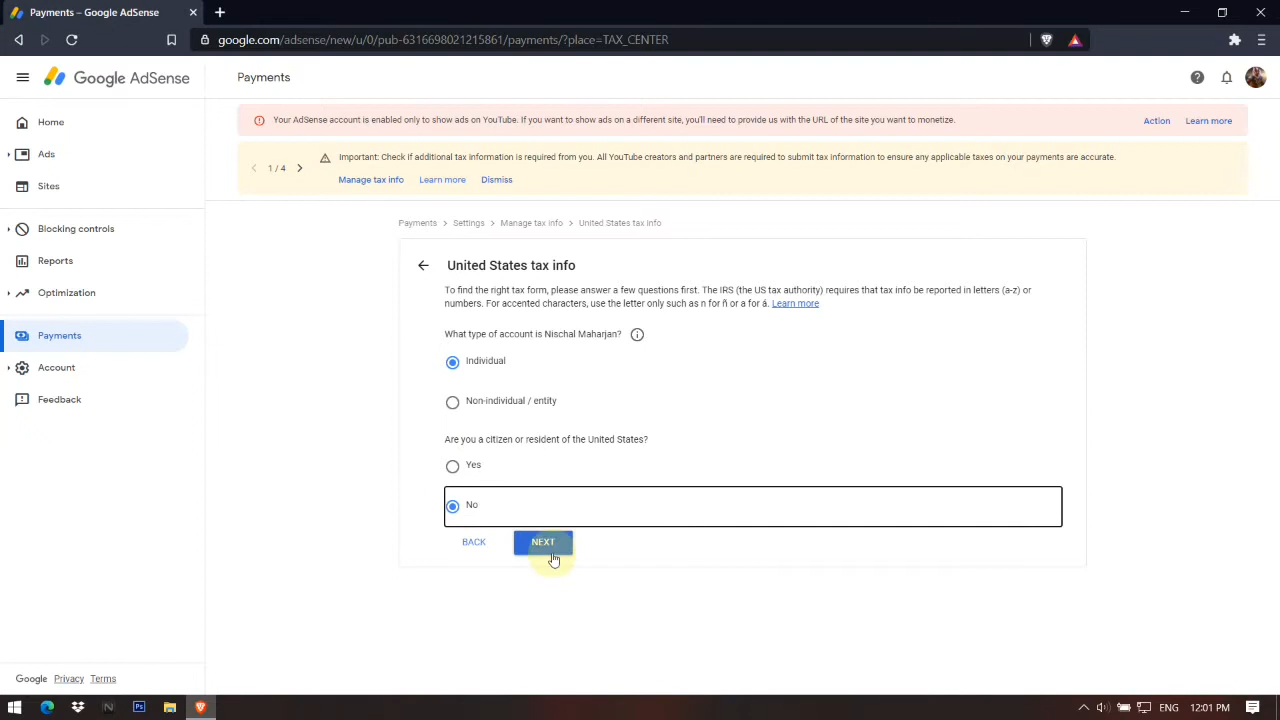 Payments – Google AdSense
google.com/adsense/new/u/0/pub-6316698021215861/payments/?place=TAX_CENTER
Google AdSense
Payments
Home
Ads
Sites
Blocking controls
Reports
Optimization
Payments
Account
Feedback
Your AdSense account is enabled only to show ads on YouTube. If you want to show ads on a different site, you'll need to provide us with the URL of the site you want to monetize.
Action Learn more
1 / 4
Important: Check if additional tax information is required from you. All YouTube creators and partners are required to submit tax information to ensure any applicable taxes on your payments are accurate.
Manage tax info Learn more Dismiss
Payments > Settings > Manage tax info > United States tax info
United States tax info
To find the right tax form, please answer a few questions first. The IRS (the US tax authority) requires that tax info be reported in letters (a-z) or
numbers. For accented characters, use the letter only such as n for ñ or a for á. Learn more
What type of account is Nischal Maharjan?
Individual
Non-individual / entity
Are you a citizen or resident of the United States?
Yes
No
BACK NEXT
Google Privacy Terms
Ps
ENG 12:01 PM